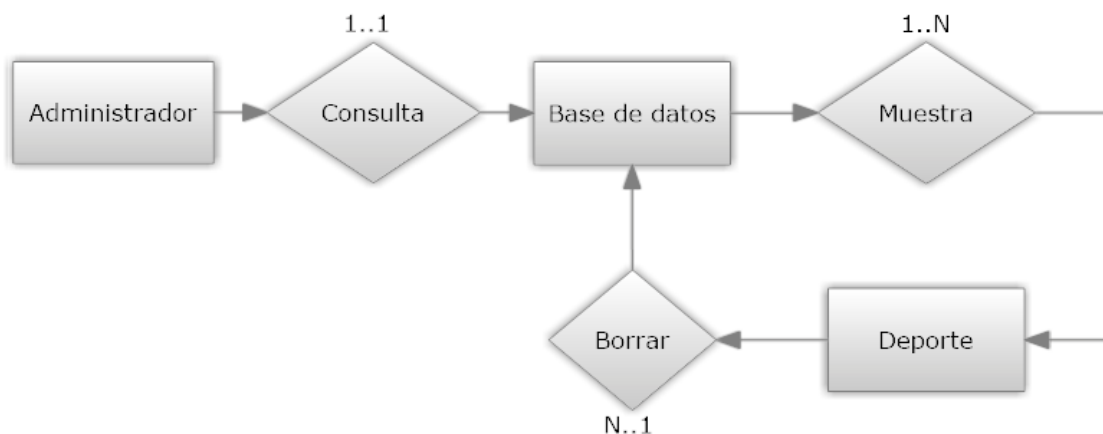 1..1
1..N
Administrador
Consulta
Base de datos
Muestra
Borrar
Deporte
N..1